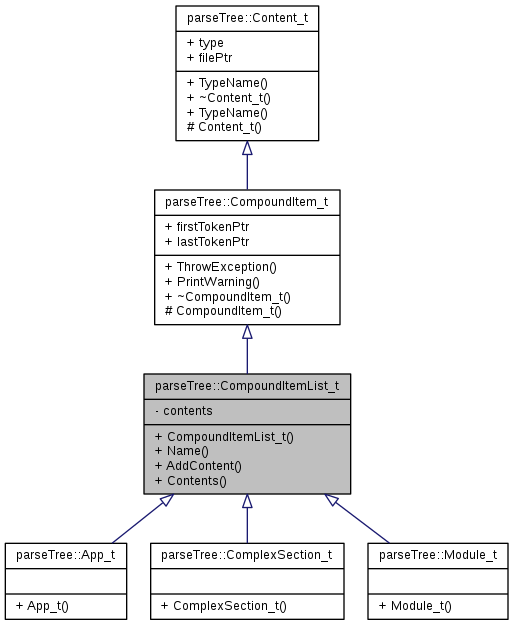 parseTree::Content_t
+ type
+ filePtr
+ TypeName()
+ ~Content_t()
+ TypeName()
# Content_t()
parseTree::CompoundItem_t
+ firstTokenPtr
+ lastTokenPtr
+ ThrowException()
+ PrintWarning()
+ ~CompoundItem_t()
# CompoundItem_t()
parseTree::CompoundItemList_t
- contents
+ CompoundItemList_t()
+ Name()
+ AddContent()
+ Contents()
parseTree::App_t
+ App_t()
parseTree::ComplexSection_t
+ ComplexSection_t()
parseTree::Module_t
+ Module_t()